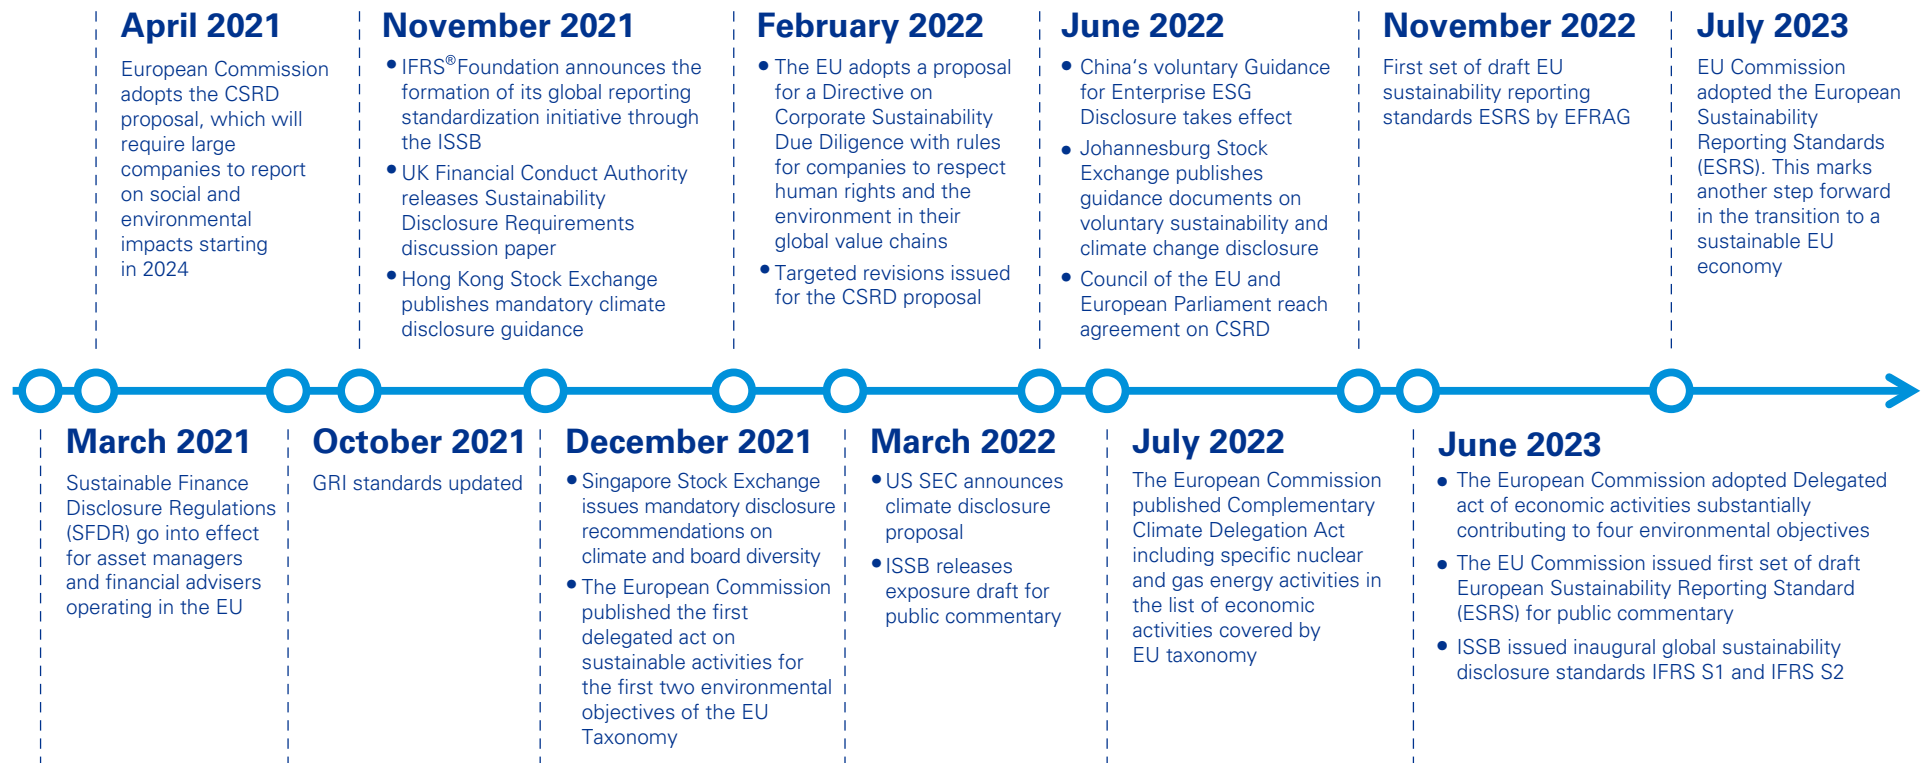 April 2021
European Commission
adopts the CSRD
proposal, which will
require large
companies to report
on social and
environmental
impacts starting
in 2024
November 2021
• IFRS® Foundation announces the
formation of its global reporting
standardization initiative through
the ISSB
• UK Financial Conduct Authority
releases Sustainability
Disclosure Requirements
discussion paper
• Hong Kong Stock Exchange
publishes mandatory climate
disclosure guidance
February 2022
• The EU adopts a proposal
for a Directive on
Corporate Sustainability
Due Diligence with rules
for companies to respect
human rights and the
environment in their
global value chains
• Targeted revisions issued
for the CSRD proposal
June 2022
• China‘s voluntary Guidance
for Enterprise ESG
Disclosure takes effect
• Johannesburg Stock
Exchange publishes
guidance documents on
voluntary sustainability and
climate change disclosure
• Council of the EU and
European Parliament reach
agreement on CSRD
November 2022
First set of draft EU
sustainability reporting
standards ESRS by EFRAG
July 2023
EU Commission
adopted the European
Sustainability
Reporting Standards
(ESRS). This marks
another step forward
in the transition to a
sustainable EU
economy
March 2021
Sustainable Finance
Disclosure Regulations
(SFDR) go into effect
for asset managers
and financial advisers
operating in the EU
October 2021
GRI standards updated
December 2021
• Singapore Stock Exchange
issues mandatory disclosure
recommendations on
climate and board diversity
• The European Commission
published the first
delegated act on
sustainable activities for
the first two environmental
objectives of the EU
Taxonomy
March 2022
• US SEC announces
climate disclosure
proposal
• ISSB releases
exposure draft for
public commentary
July 2022
The European Commission
published Complementary
Climate Delegation Act
including specific nuclear
and gas energy activities in
the list of economic
activities covered by
EU taxonomy
June 2023
• The European Commission adopted Delegated
act of economic activities substantially
contributing to four environmental objectives
• The EU Commission issued first set of draft
European Sustainability Reporting Standard
(ESRS) for public commentary
• ISSB issued inaugural global sustainability
disclosure standards IFRS S1 and IFRS S2